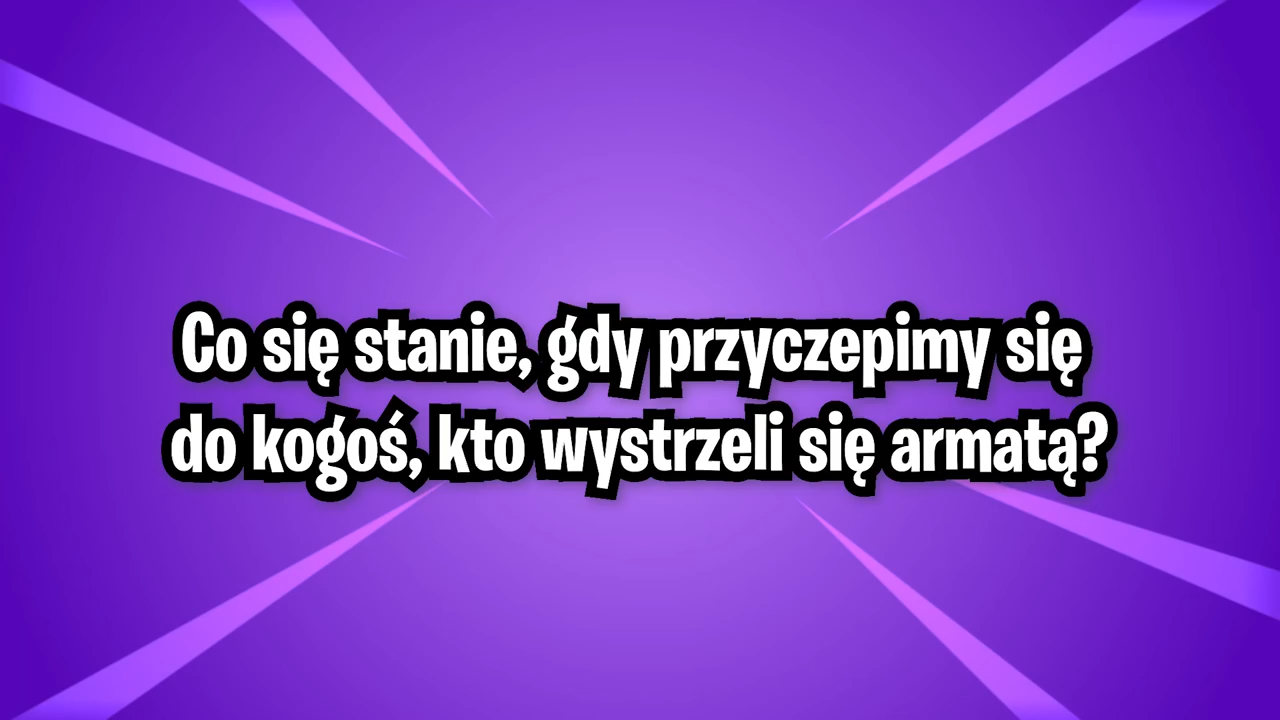 Co się stanie, gdy przyczepimy się
do kogoś, kto wystrzeli się armatą?